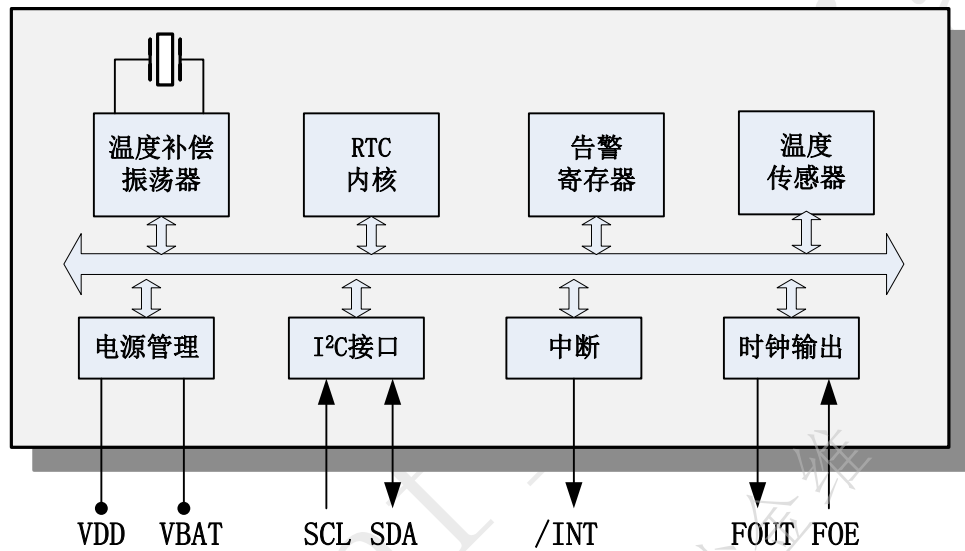 温度补偿
振荡器
RTC
内核
告警
寄存器
温度
传感器
电源管理
I²C接口
中断
时钟输出
VDD VBAT SCL SDA /INT FOUT FOE